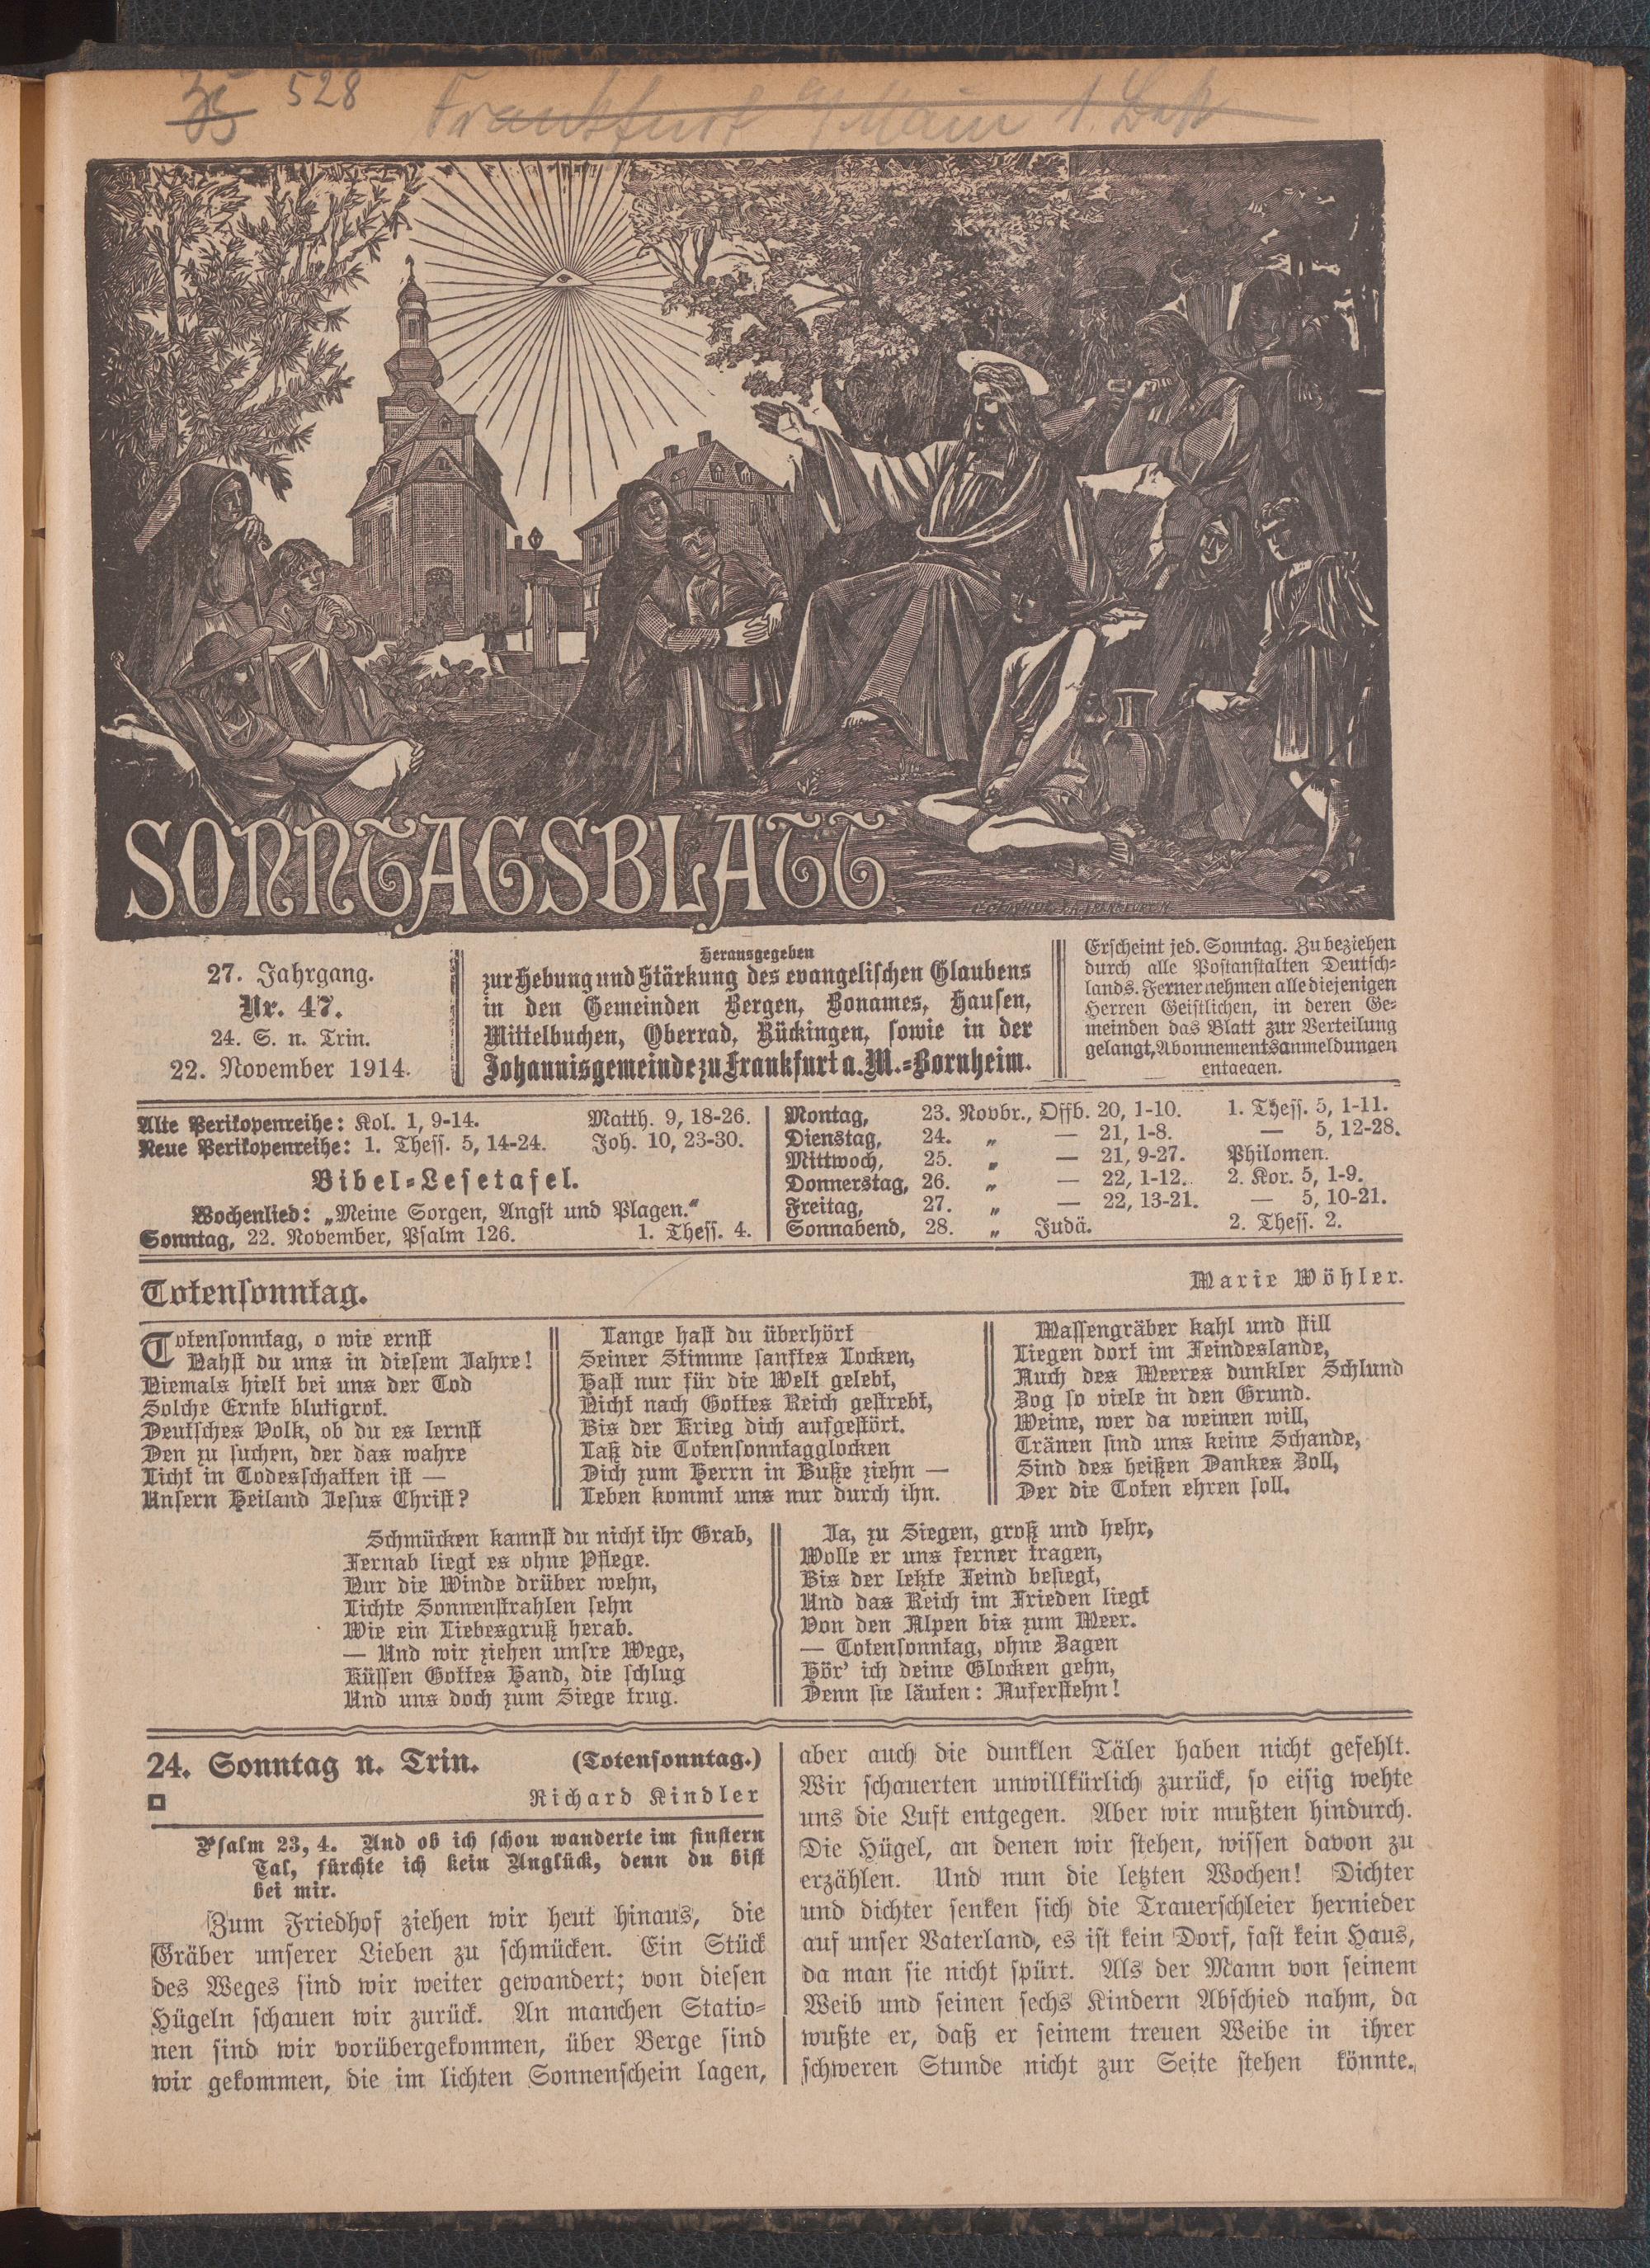 528
Frankfurt a/Main
SONNTAGSBLATT
27. Jahrgang.
Nr. 47.
24. S. n. Trin.
22. November 1914.
Herausgegeben
zur Hebung und Stärkung des evangelischen Glaubens
in den Gemeinden Bergen, Bonames, Hausen,
Mittelbuchen, Oberrad, Rückingen, sowie in der
Johannisgemeinde zu Frankfurt a. M.-Bornheim.
Erscheint jed. Sonntag. Zu beziehen
durch alle Postanstalten Deutsch-
lands. Ferner nehmen alle diejenigen
Herren Geistlichen, in deren Ge-
meinden das Blatt zur Verteilung
gelangt, Abonnementsanmeldungen
entgegen.
Alte Perikopenreihe: Kol. 1, 9-14. Matth. 9, 18-26.
Neue Perikopenreihe: 1. Thess. 5, 14-24. Joh. 10, 23-30.
Bibel-Lesetafel.
Wochenlied: „Meine Sorgen, Angst und Plagen.“
Sonntag, 22. November, Psalm 126. 1. Thess. 4.
Montag, 23. Novbr., Offb. 20, 1-10. 1. Thess. 5, 1-11.
Dienstag, 24. „ — 21, 1-8. — 5, 12-28.
Mittwoch, 25. „ — 21, 9-27. Philomen.
Donnerstag, 26. „ — 22, 1-12. 2. Kor. 5, 1-9.
Freitag, 27. „ — 22, 13-21. — 5, 10-21.
Sonnabend, 28. „ Judä. 2. Thess. 2.
Totensonntag.
Marie Wöhler.
Totensonntag, o wie ernst
Nahst du uns in diesem Jahre!
Niemals hielt bei uns der Tod
Solche Ernte blutigrot.
Deutsches Volk, ob du es lernst
Den zu suchen, der das wahre
Licht in Todesschatten ist —
Unsern Heiland Jesus Christ?
Lange hast du überhört
Seiner Stimme sanftes Locken,
Hast nur für die Welt gelebt,
Nicht nach Gottes Reich gestrebt,
Bis der Krieg dich aufgestört.
Laß die Totensonntagglocken
Dich zum Herrn in Buße ziehn —
Leben kommt uns nur durch ihn.
Massengräber kahl und still
Liegen dort im Feindeslande,
Auch des Meeres dunkler Schlund
Zog so viele in den Grund.
Weine, wer da weinen will,
Tränen sind uns keine Schande,
Sind des heißen Dankes Zoll,
Der die Toten ehren soll.
Schmücken kannst du nicht ihr Grab,
Fernab liegt es ohne Pflege.
Nur die Winde drüber wehn,
Lichte Sonnenstrahlen sehn
Wie ein Liebesgruß herab.
— Und wir ziehen unsre Wege,
Küssen Gottes Hand, die schlug
Und uns doch zum Siege trug.
Ja, zu Siegen, groß und hehr,
Wolle er uns ferner tragen,
Bis der letzte Feind besiegt,
Und das Reich im Frieden liegt
Von den Alpen bis zum Meer.
— Totensonntag, ohne Zagen
Hör' ich deine Glocken gehn,
Denn sie läuten: Auferstehn!
24. Sonntag n. Trin. (Totensonntag.)
Richard Kindler
Psalm 23, 4. Und ob ich schon wanderte im finstern
Tal, fürchte ich kein Unglück, denn du bist
bei mir.
Zum Friedhof ziehen wir heut hinaus, die
Gräber unserer Lieben zu schmücken. Ein Stück
des Weges sind wir weiter gewandert; von diesen
Hügeln schauen wir zurück. An manchen Statio-
nen sind wir vorübergekommen, über Berge sind
wir gekommen, die im lichten Sonnenschein lagen,
aber auch die dunklen Täler haben nicht gefehlt.
Wir schauerten unwillkürlich zurück, so eisig wehte
uns die Luft entgegen. Aber wir mußten hindurch.
Die Hügel, an denen wir stehen, wissen davon zu
erzählen. Und nun die letzten Wochen! Dichter
und dichter senken sich die Trauerschleier hernieder
auf unser Vaterland, es ist kein Dorf, fast kein Haus,
da man sie nicht spürt. Als der Mann von seinem
Weib und seinen sechs Kindern Abschied nahm, da
wußte er, daß er seinem treuen Weibe in ihrer
schweren Stunde nicht zur Seite stehen könnte.